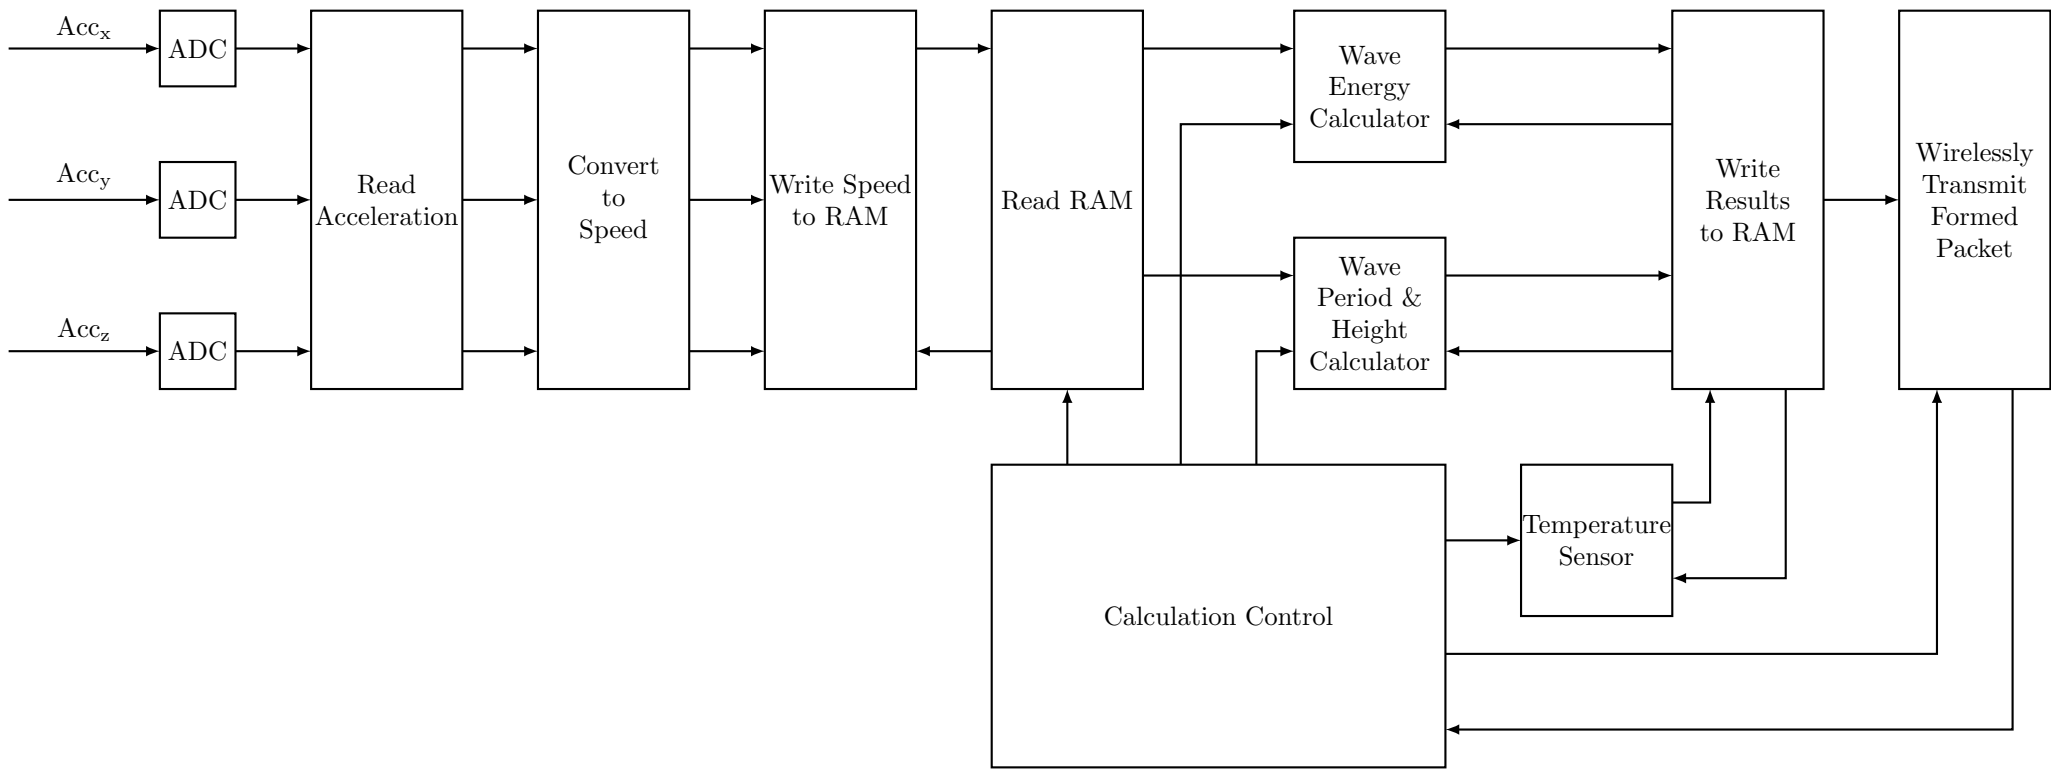 Acc_x
ADC
Acc_y
ADC
Acc_z
ADC
Read
Acceleration
Convert
to
Speed
Write Speed
to RAM
Read RAM
Wave
Energy
Calculator
Wave
Period &
Height
Calculator
Write
Results
to RAM
Wirelessly
Transmit
Formed
Packet
Calculation Control
Temperature
Sensor